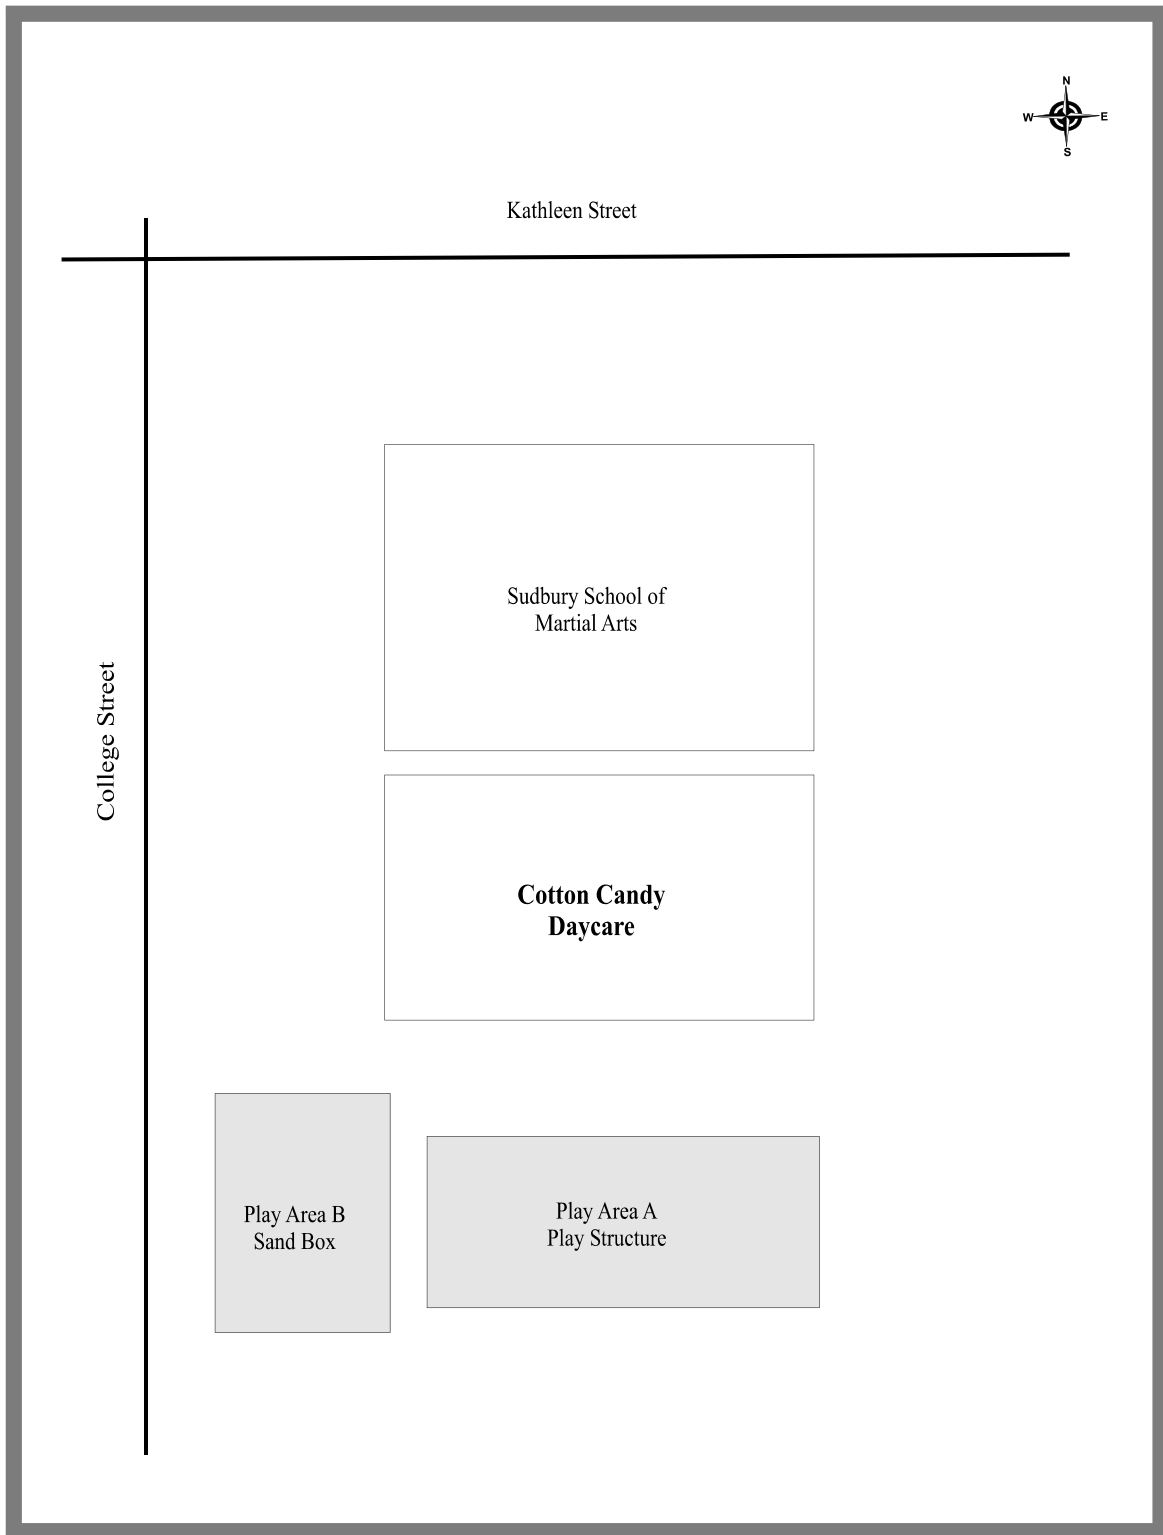 N
W E
S
Kathleen Street
Sudbury School of
Martial Arts
College Street
Cotton Candy
Daycare
Play Area B
Sand Box
Play Area A
Play Structure